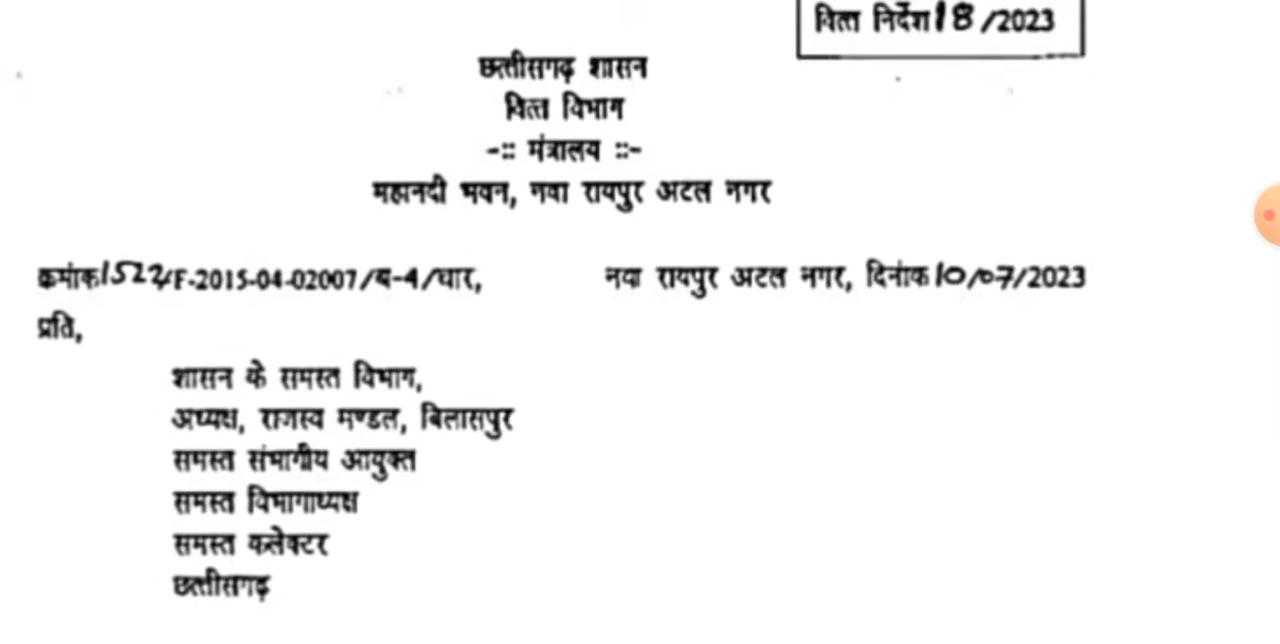 वित्त निर्देश 18 /2023
छत्तीसगढ़ शासन
वित्त विभाग
-:: मंत्रालय ::-
महानदी भवन, नवा रायपुर अटल नगर
क्रमांक 1522/F-2015-04-02007/ब-4/चार, नवा रायपुर अटल नगर, दिनांक 10/07/2023
प्रति,
शासन के समस्त विभाग,
अध्यक्ष, राजस्व मण्डल, बिलासपुर
समस्त संभागीय आयुक्त
समस्त विभागाध्यक्ष
समस्त कलेक्टर
छत्तीसगढ़